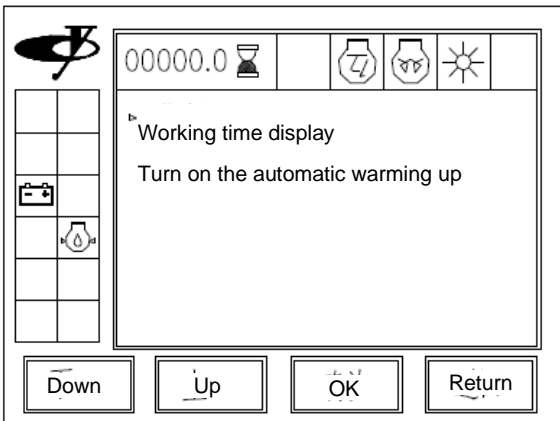 00000.0
Working time display
Turn on the automatic warming up
Down Up OK Return